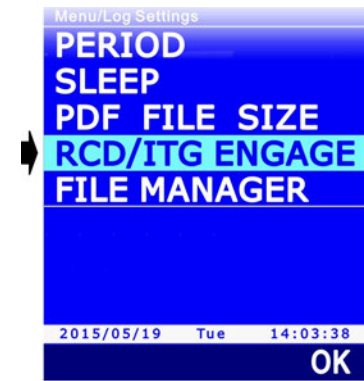 Menu/Log Settings
PERIOD
SLEEP
PDF FILE SIZE
RCD/ITG ENGAGE
FILE MANAGER
2015/05/19 Tue 14:03:38
OK